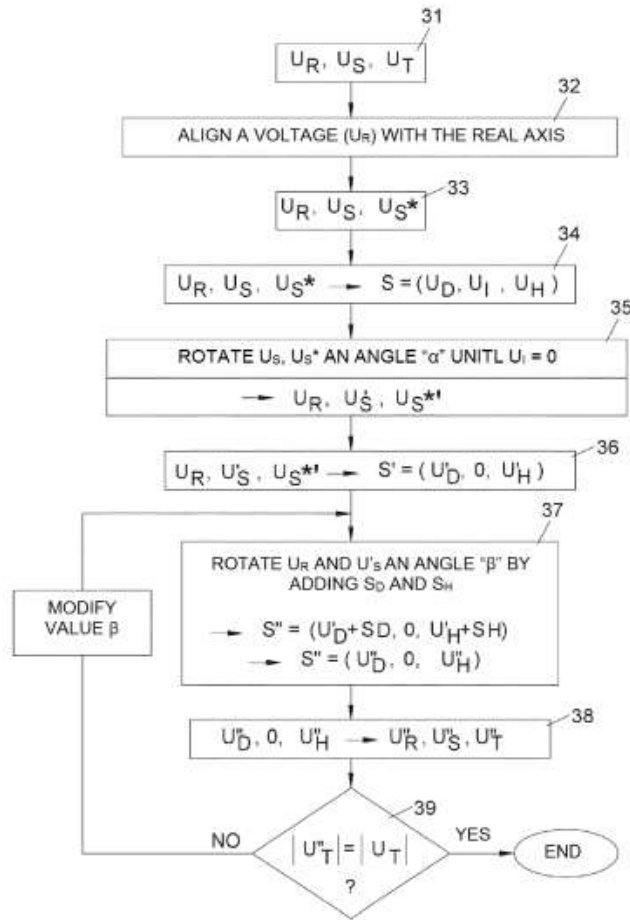 31
U_R, U_S, U_T
32
ALIGN A VOLTAGE (U_R) WITH THE REAL AXIS
33
U_R, U_S, U_S*
34
U_R, U_S, U_S* → S = (U_D, U_I, U_H)
35
ROTATE U_S, U_S* AN ANGLE "α" UNITL U_I = 0
→ U_R, U'_S, U_S*'
36
U_R, U'_S, U_S*' → S' = (U'_D, 0, U'_H)
37
ROTATE U_R AND U'_S AN ANGLE "β" BY
ADDING S_D AND S_H
→ S" = (U'_D+SD, 0, U'_H+SH)
→ S" = (U"_D, 0, U"_H)
MODIFY
VALUE β
38
U"_D, 0, U"_H → U"_R, U"_S, U"_T
39
NO
|U"_T| = |U_T|
?
YES
END